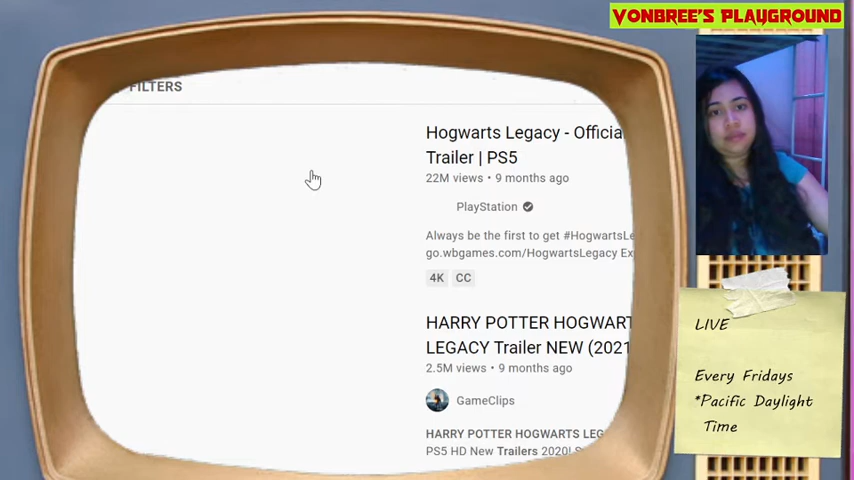 VONBREE'S PLAYGROUND
FILTERS
Hogwarts Legacy - Officia
Trailer | PS5
22M views • 9 months ago
PlayStation
Always be the first to get #HogwartsLe
go.wbgames.com/HogwartsLegacy Ex
4K CC
HARRY POTTER HOGWART
LEGACY Trailer NEW (2021
2.5M views • 9 months ago
GameClips
HARRY POTTER HOGWARTS LEG
PS5 HD New Trailers 2020!
LIVE
Every Fridays
*Pacific Daylight
Time